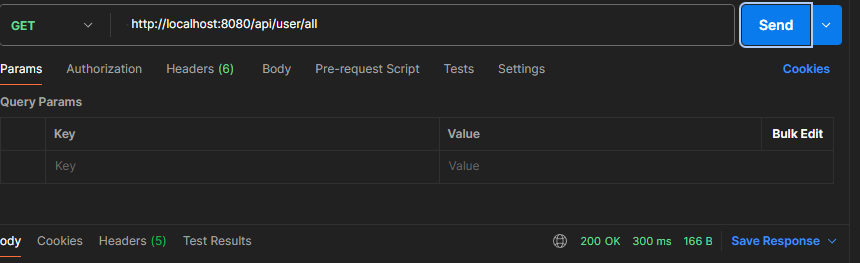 GET http://localhost:8080/api/user/all Send
Params Authorization Headers (6) Body Pre-request Script Tests Settings Cookies
Query Params
Key Value Bulk Edit
Key Value
ody Cookies Headers (5) Test Results 200 OK 300 ms 166 B Save Response